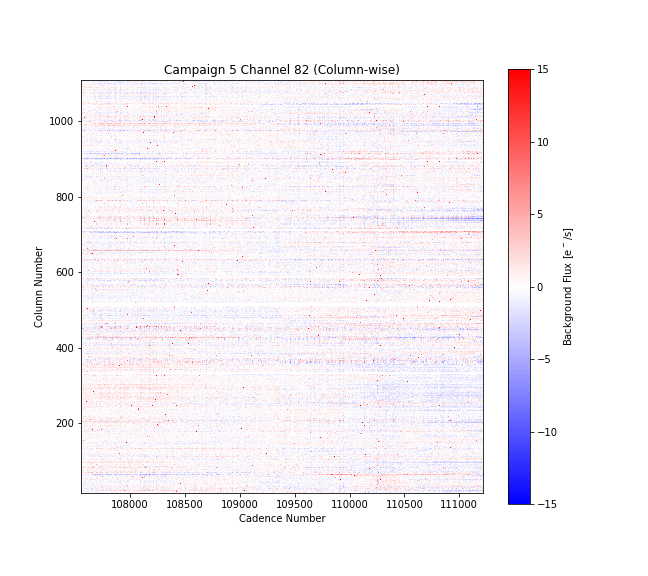 Campaign 5 Channel 82 (Column-wise)
1000
800
600
400
200
Column Number
108000 108500 109000 109500 110000 110500 111000
Cadence Number
15
10
5
0
−5
−10
−15
Background Flux [e⁻/s]